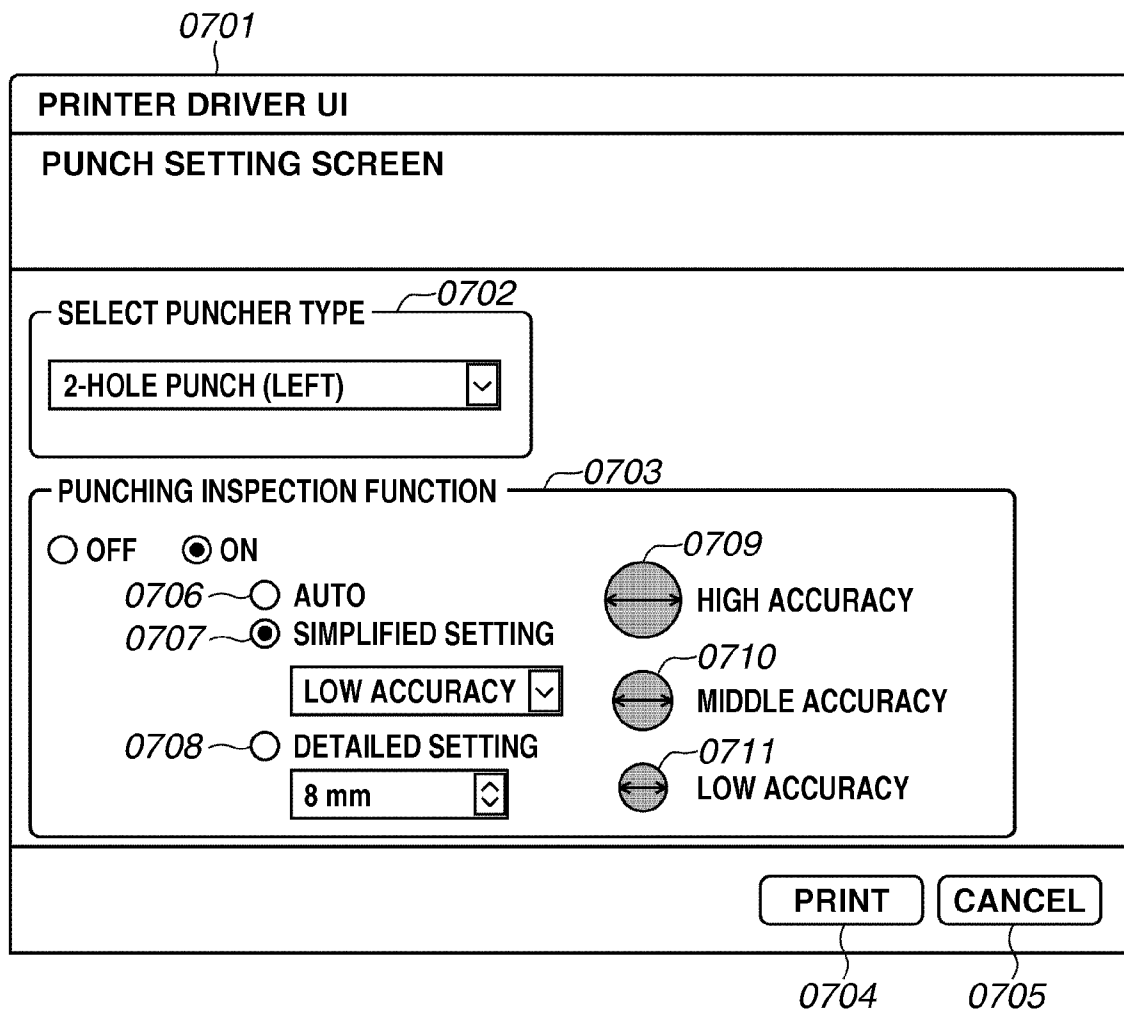 0701
PRINTER DRIVER UI
PUNCH SETTING SCREEN
SELECT PUNCHER TYPE 0702
2-HOLE PUNCH (LEFT)
PUNCHING INSPECTION FUNCTION 0703
OFF ON
0709
HIGH ACCURACY
0706 AUTO
0707 SIMPLIFIED SETTING
LOW ACCURACY
0710
MIDDLE ACCURACY
0708 DETAILED SETTING
8 mm
0711
LOW ACCURACY
PRINT CANCEL
0704 0705